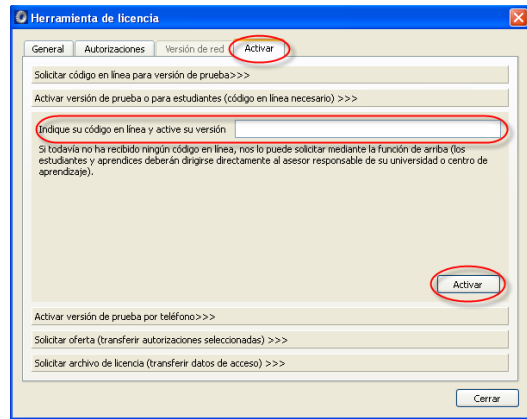 Herramienta de licencia
General Autorizaciones Versión de red Activar
Solicitar código en línea para versión de prueba>>>
Activar versión de prueba o para estudiantes (código en línea necesario) >>>
Indique su código en línea y active su versión
Si todavía no ha recibido ningún código en línea, nos lo puede solicitar mediante la función de arriba (los
estudiantes y aprendices deberán dirigirse directamente al asesor responsable de su universidad o centro de
aprendizaje).
Activar
Activar versión de prueba por teléfono>>>
Solicitar oferta (transferir autorizaciones seleccionadas) >>>
Solicitar archivo de licencia (transferir datos de acceso) >>>
Cerrar